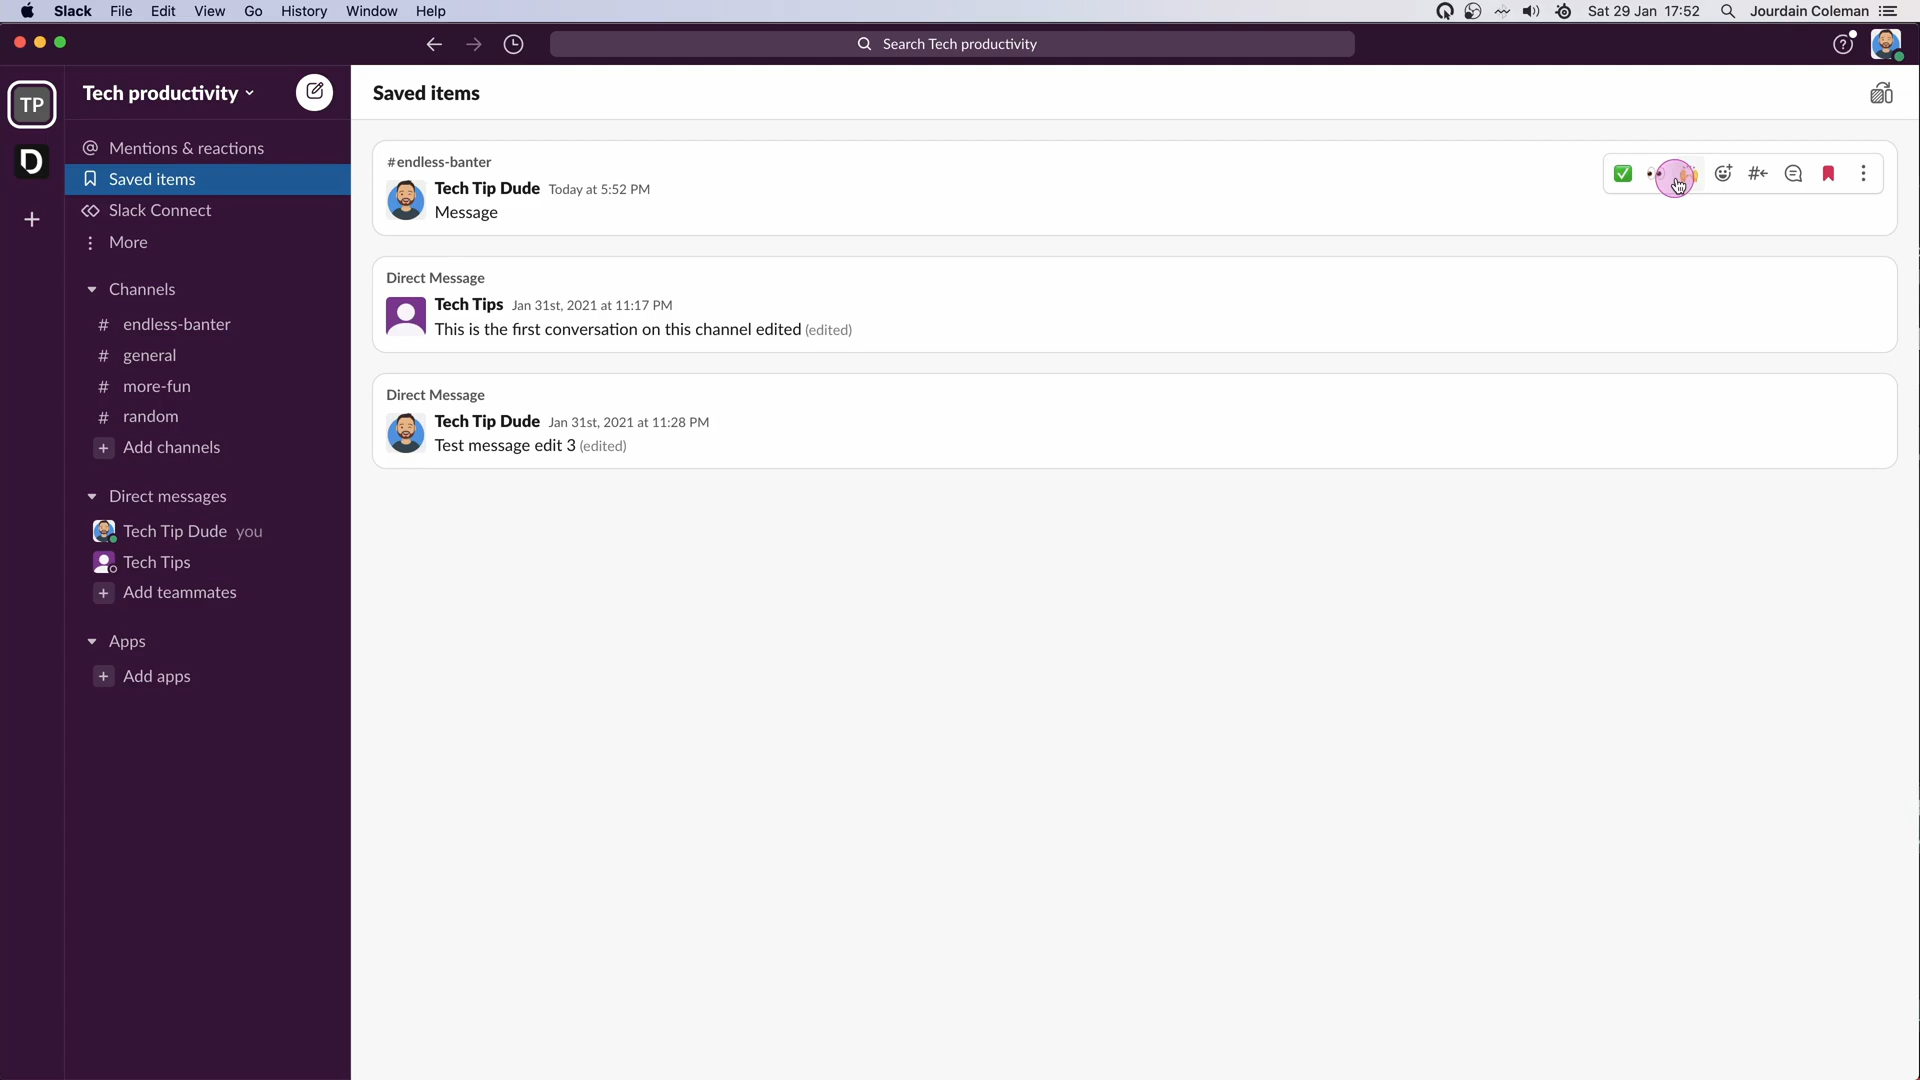 Slack File Edit View Go History Window Help Sat 29 Jan 17:52 Jourdain Coleman
Search Tech productivity
TP
D
Tech productivity
Mentions & reactions
Saved items
Slack Connect
More
Channels
# endless-banter
# general
# more-fun
# random
+ Add channels
Direct messages
Tech Tip Dude you
Tech Tips
+ Add teammates
Apps
+ Add apps
Saved items
#endless-banter
Tech Tip Dude Today at 5:52 PM
Message
Direct Message
Tech Tips Jan 31st, 2021 at 11:17 PM
This is the first conversation on this channel edited (edited)
Direct Message
Tech Tip Dude Jan 31st, 2021 at 11:28 PM
Test message edit 3 (edited)